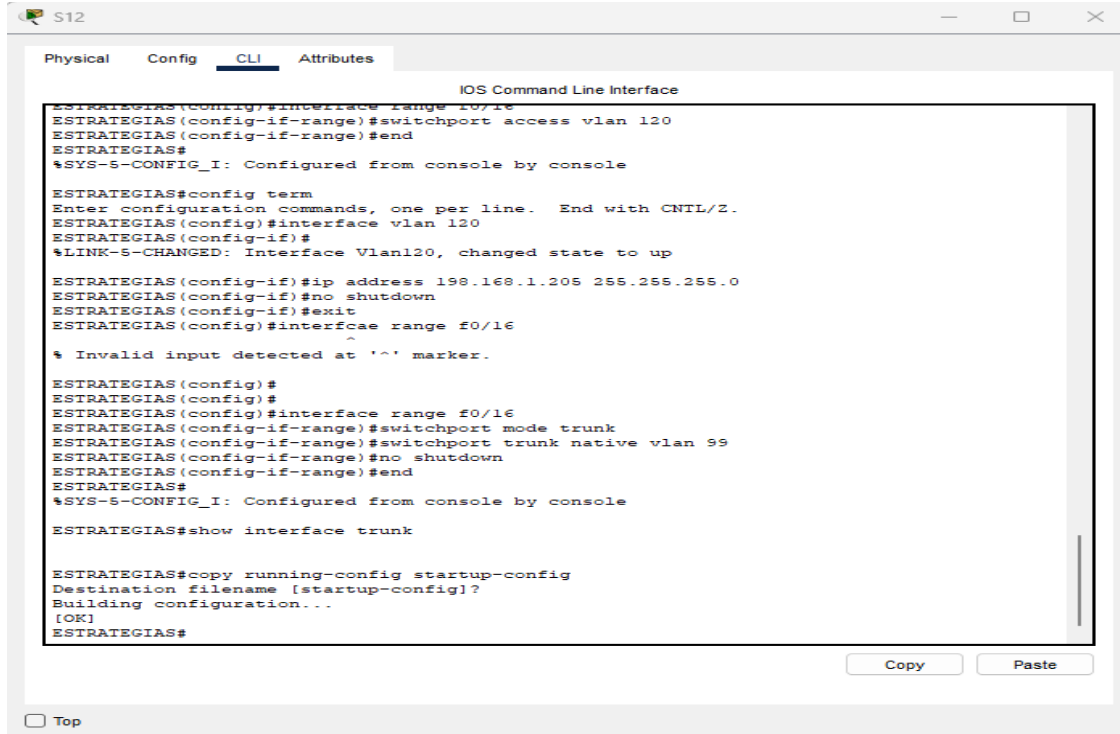 S12
Physical Config CLI Attributes
IOS Command Line Interface
ESTRATEGIAS(config)#interface range f0/16
ESTRATEGIAS(config-if-range)#switchport access vlan 120
ESTRATEGIAS(config-if-range)#end
ESTRATEGIAS#
%SYS-5-CONFIG_I: Configured from console by console
ESTRATEGIAS#config term
Enter configuration commands, one per line.  End with CNTL/Z.
ESTRATEGIAS(config)#interface vlan 120
ESTRATEGIAS(config-if)#
%LINK-5-CHANGED: Interface Vlan120, changed state to up
ESTRATEGIAS(config-if)#ip address 198.168.1.205 255.255.255.0
ESTRATEGIAS(config-if)#no shutdown
ESTRATEGIAS(config-if)#exit
ESTRATEGIAS(config)#interfcae range f0/16
^
% Invalid input detected at '^' marker.
ESTRATEGIAS(config)#
ESTRATEGIAS(config)#
ESTRATEGIAS(config)#interface range f0/16
ESTRATEGIAS(config-if-range)#switchport mode trunk
ESTRATEGIAS(config-if-range)#switchport trunk native vlan 99
ESTRATEGIAS(config-if-range)#no shutdown
ESTRATEGIAS(config-if-range)#end
ESTRATEGIAS#
%SYS-5-CONFIG_I: Configured from console by console
ESTRATEGIAS#show interface trunk
ESTRATEGIAS#copy running-config startup-config
Destination filename [startup-config]?
Building configuration...
[OK]
ESTRATEGIAS#
Copy Paste
Top